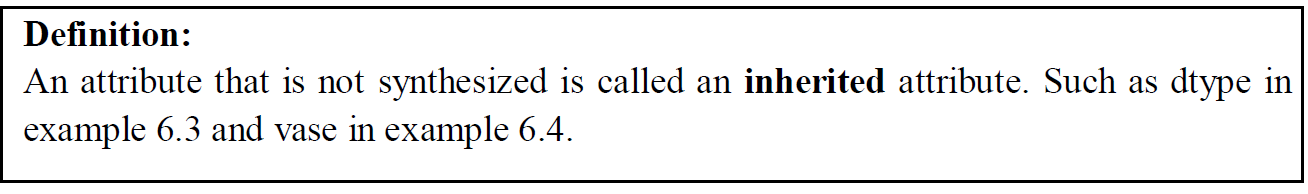 Definition:
An attribute that is not synthesized is called an inherited attribute. Such as dtype in
example 6.3 and vase in example 6.4.